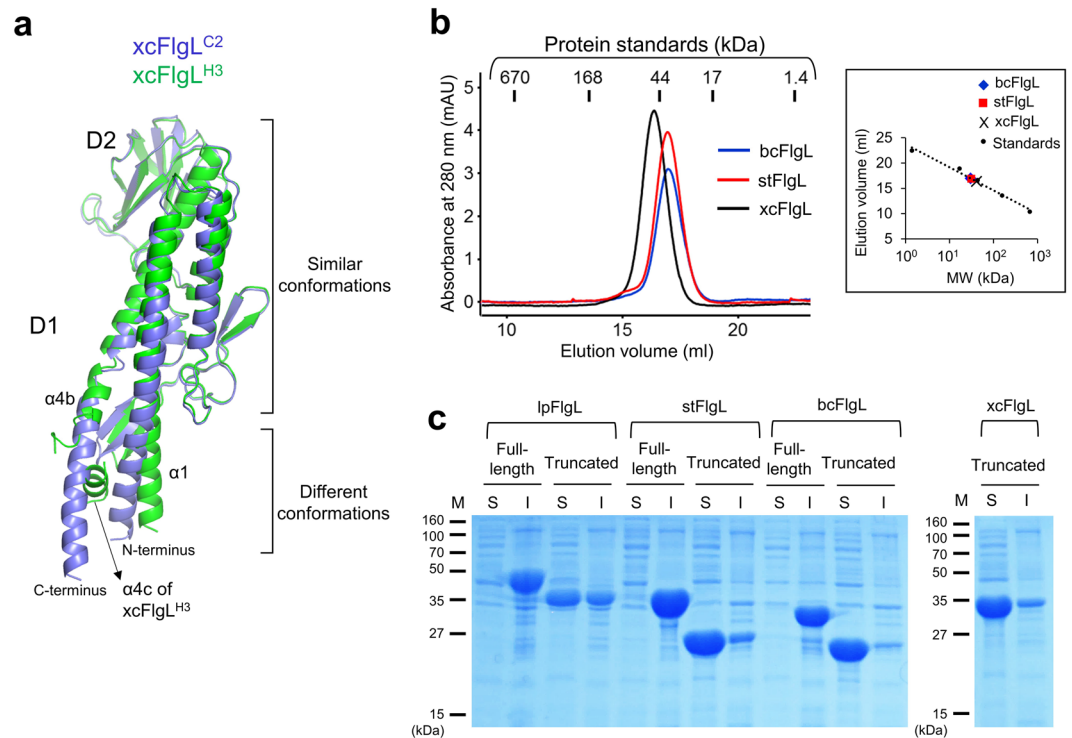 a
xcFlgL^C2
xcFlgL^H3
D2
D1
α4b
α1
Similar
conformations
Different
conformations
N-terminus
C-terminus
α4c of
xcFlgL^H3
b
Protein standards (kDa)
670 168 44 17 1.4
Absorbance at 280 nm (mAU)
5
4
3
2
1
0
10 15 20
Elution volume (ml)
bcFlgL
stFlgL
xcFlgL
bcFlgL
stFlgL
xcFlgL
Standards
Elution volume (ml)
25
20
15
10
5
10^0 10^1 10^2 10^3
MW (kDa)
c
lpFlgL stFlgL bcFlgL xcFlgL
Full-
length
Truncated
Full-
length
Truncated
Full-
length
Truncated
Truncated
M S I S I S I S I S I S I M S I
160
100
70
50
35
27
15
(kDa)
160
100
70
50
35
27
15
(kDa)